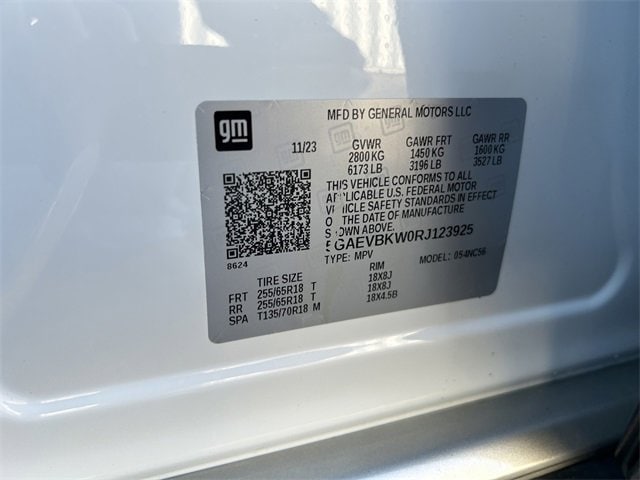 gm
MFD BY GENERAL MOTORS LLC
11/23 GVWR GAWR FRT GAWR RR
2800 KG 1450 KG 1600 KG
6173 LB 3196 LB 3527 LB
THIS VEHICLE CONFORMS TO ALL
APPLICABLE U.S. FEDERAL MOTOR
VEHICLE SAFETY STANDARDS IN EFFECT
ON THE DATE OF MANUFACTURE
SHOWN ABOVE.
5GAEVBKW0RJ123925
8624
TYPE: MPV MODEL: 054NC56
TIRE SIZE RIM
FRT 255/65R18 T 18X8J
RR 255/65R18 T 18X8J
SPA T135/70R18 M 18X4.5B